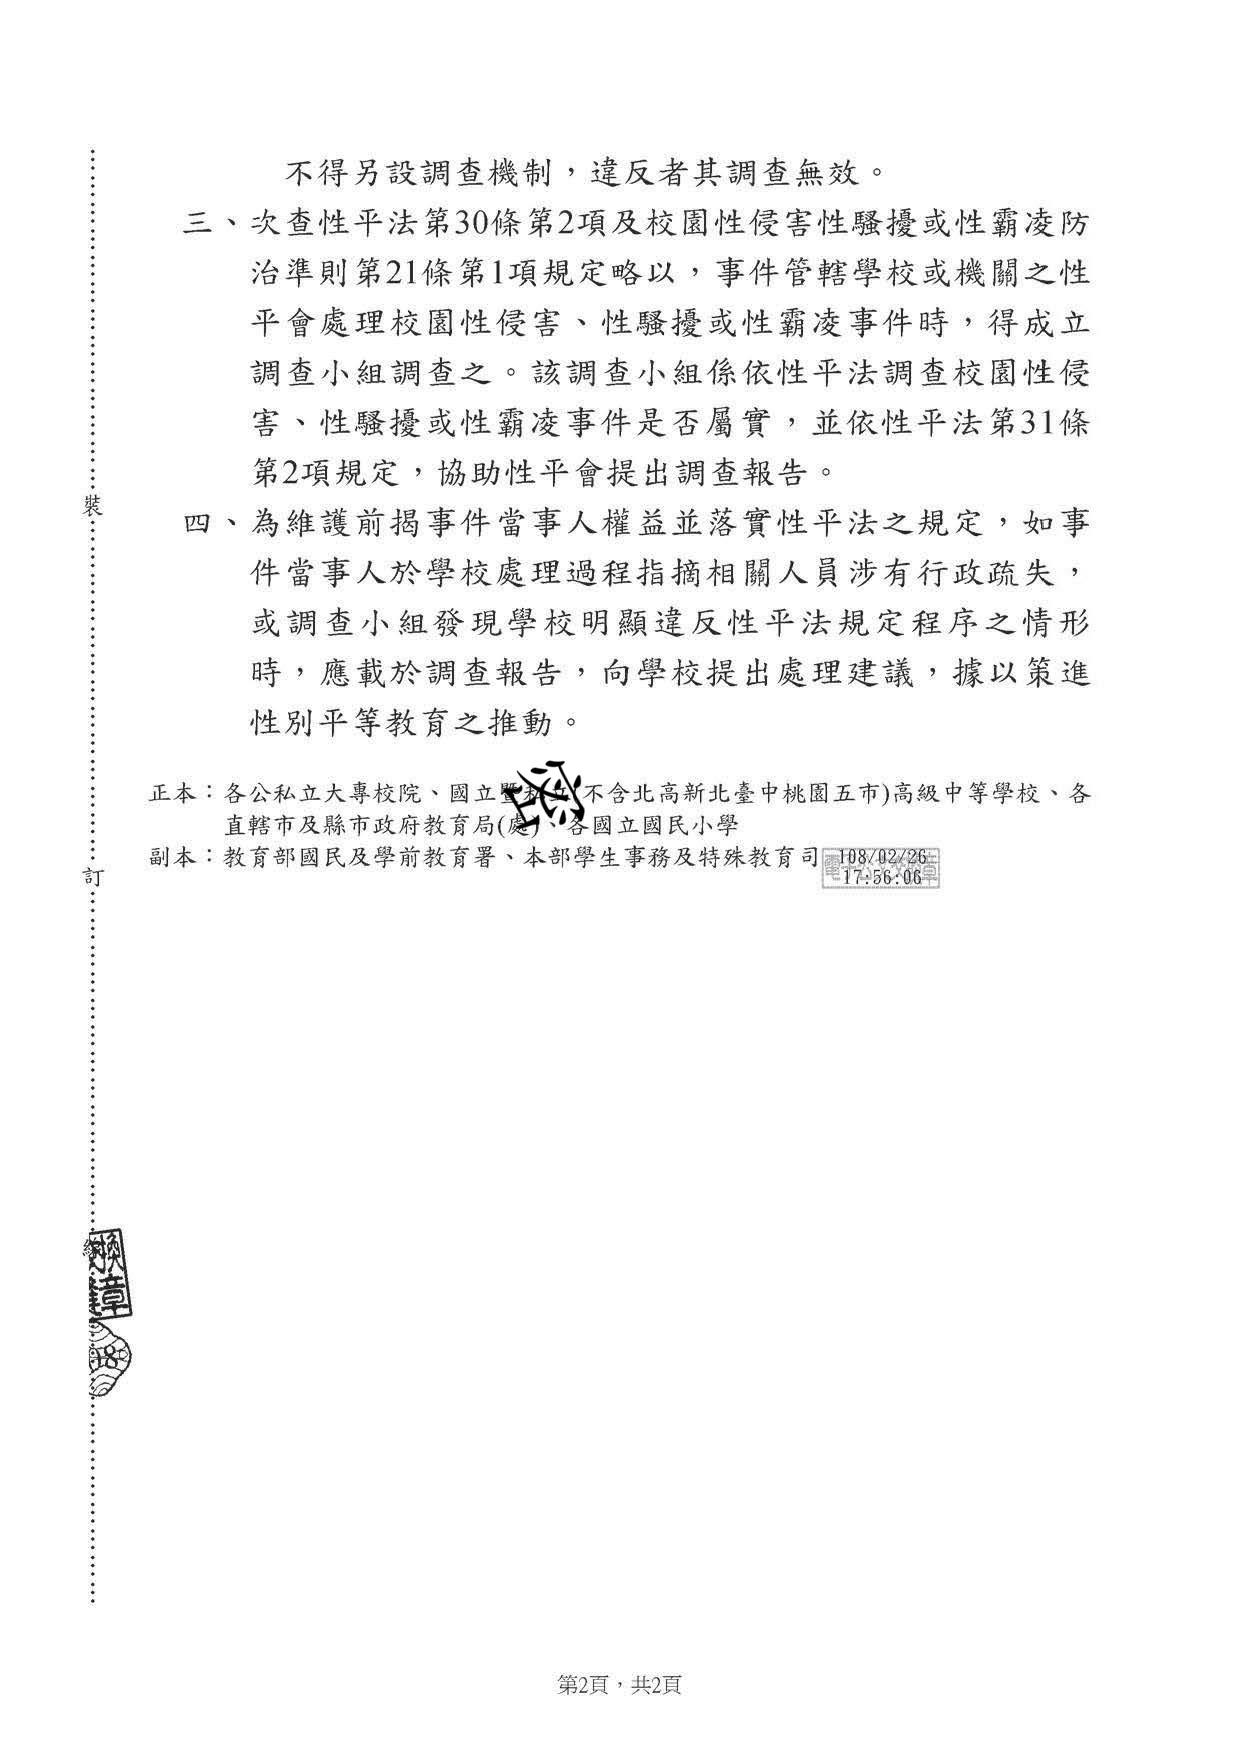 不得另設調查機制，違反者其調查無效。
三、次查性平法第30條第2項及校園性侵害性騷擾或性霸凌防
治準則第21條第1項規定略以，事件管轄學校或機關之性
平會處理校園性侵害、性騷擾或性霸凌事件時，得成立
調查小組調查之。該調查小組係依性平法調查校園性侵
害、性騷擾或性霸凌事件是否屬實，並依性平法第31條
第2項規定，協助性平會提出調查報告。
裝
四、為維護前揭事件當事人權益並落實性平法之規定，如事
件當事人於學校處理過程指摘相關人員涉有行政疏失，
或調查小組發現學校明顯違反性平法規定程序之情形
時，應載於調查報告，向學校提出處理建議，據以策進
性別平等教育之推動。
正本：各公私立大專校院、國立暨私立(不含北高新北臺中桃園五市)高級中等學校、各
直轄市及縣市政府教育局(處)、各國立國民小學
副本：教育部國民及學前教育署、本部學生事務及特殊教育司
108/02/26
17:56:06
訂
章
第2頁，共2頁